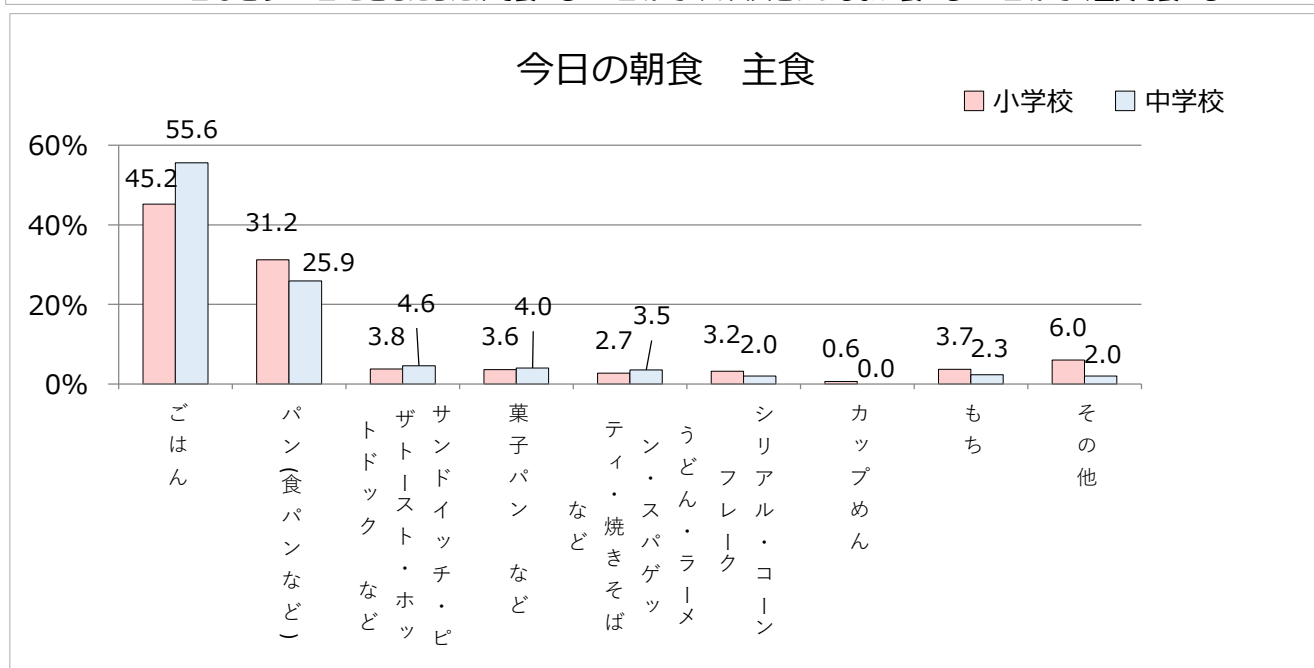 今日の朝食　主食
小学校
中学校
60%
40%
20%
0%
45.2
55.6
31.2
25.9
3.8
4.6
3.6
4.0
2.7
3.5
3.2
2.0
0.6
0.0
3.7
2.3
6.0
2.0
ごはん
パン(食パンなど)
サンドイッチ・ピ
ザトースト・ホッ
トドック　など
菓子パン　など
うどん・ラーメ
ン・スパゲッ
ティ・焼きそば
など
シリアル・コーン
フレーク
カップめん
もち
その他